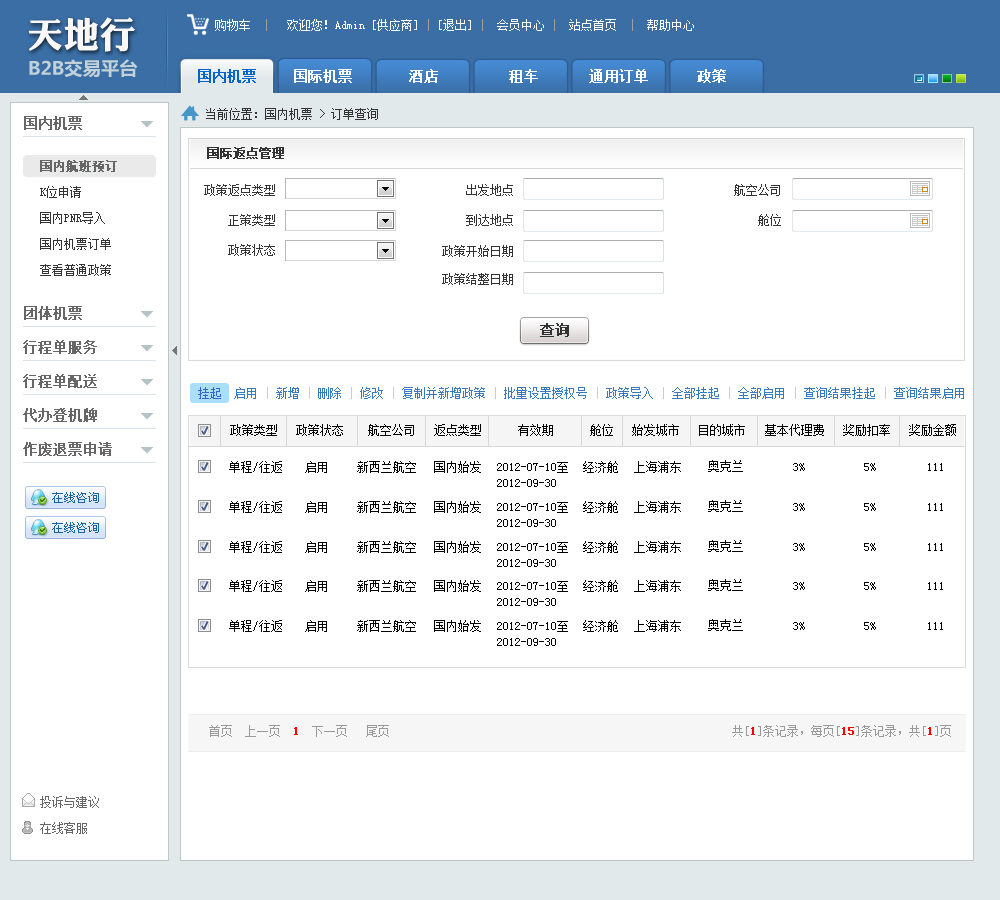 天地行
B2B交易平台
购物车 欢迎您! Admin [供应商] [退出] 会员中心 站点首页 帮助中心
国内机票 国际机票 酒店 租车 通用订单 政策
当前位置: 国内机票 > 订单查询
国内机票
国内航班预订
K位申请
国内PNR导入
国内机票订单
查看普通政策
团体机票
行程单服务
行程单配送
代办登机牌
作废退票申请
在线咨询
在线咨询
投诉与建议
在线客服
国际返点管理
政策返点类型 出发地点 航空公司
正策类型 到达地点 舱位
政策状态 政策开始日期
政策结整日期
查询
挂起 启用 新增 删除 修改 复制并新增政策 批量设置授权号 政策导入 全部挂起 全部启用 查询结果挂起 查询结果启用
政策类型 政策状态 航空公司 返点类型 有效期 舱位 始发城市 目的城市 基本代理费 奖励扣率 奖励金额
单程/往返 启用 新西兰航空 国内始发 2012-07-10至 经济舱 上海浦东 奥克兰 3% 5% 111
2012-09-30
单程/往返 启用 新西兰航空 国内始发 2012-07-10至 经济舱 上海浦东 奥克兰 3% 5% 111
2012-09-30
单程/往返 启用 新西兰航空 国内始发 2012-07-10至 经济舱 上海浦东 奥克兰 3% 5% 111
2012-09-30
单程/往返 启用 新西兰航空 国内始发 2012-07-10至 经济舱 上海浦东 奥克兰 3% 5% 111
2012-09-30
单程/往返 启用 新西兰航空 国内始发 2012-07-10至 经济舱 上海浦东 奥克兰 3% 5% 111
2012-09-30
首页 上一页 1 下一页 尾页 共[1]条记录，每页[15]条记录，共[1]页